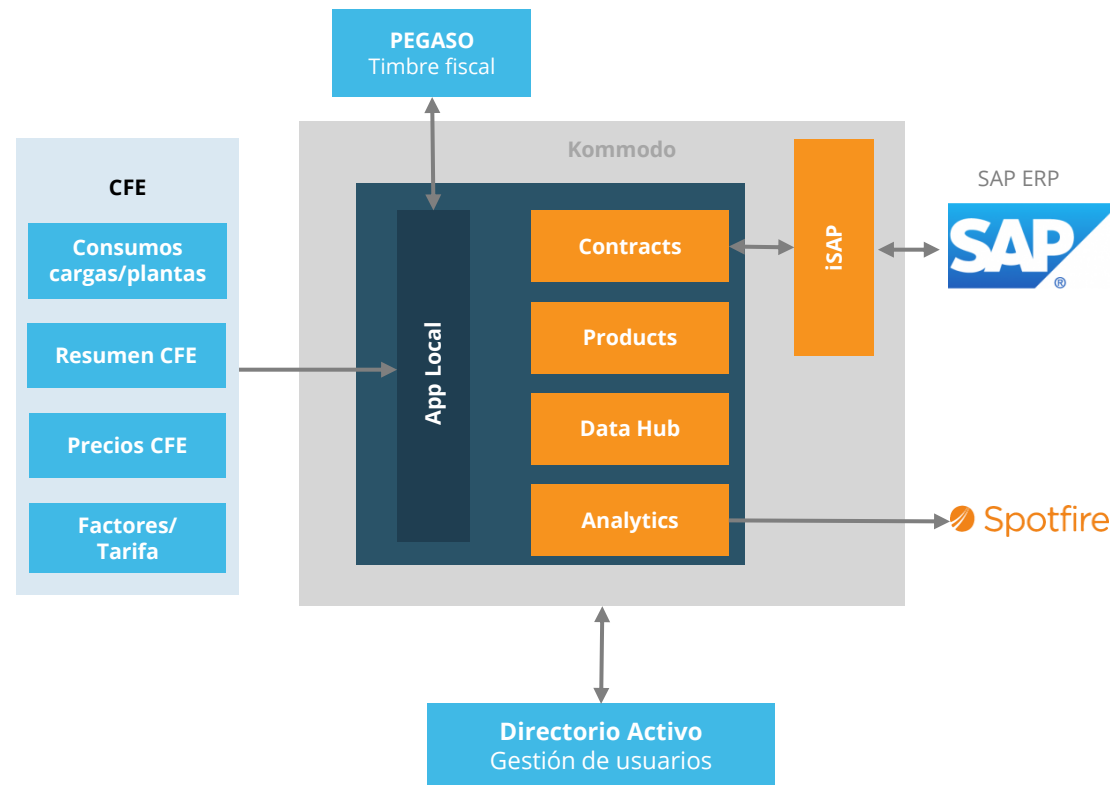 PEGASO
Timbre fiscal
CFE
Consumos
cargas/plantas
Resumen CFE
Precios CFE
Factores/
Tarifa
Kommodo
App Local
Contracts
Products
Data Hub
Analytics
iSAP
SAP ERP
SAP®
Spotfire
Directorio Activo
Gestión de usuarios